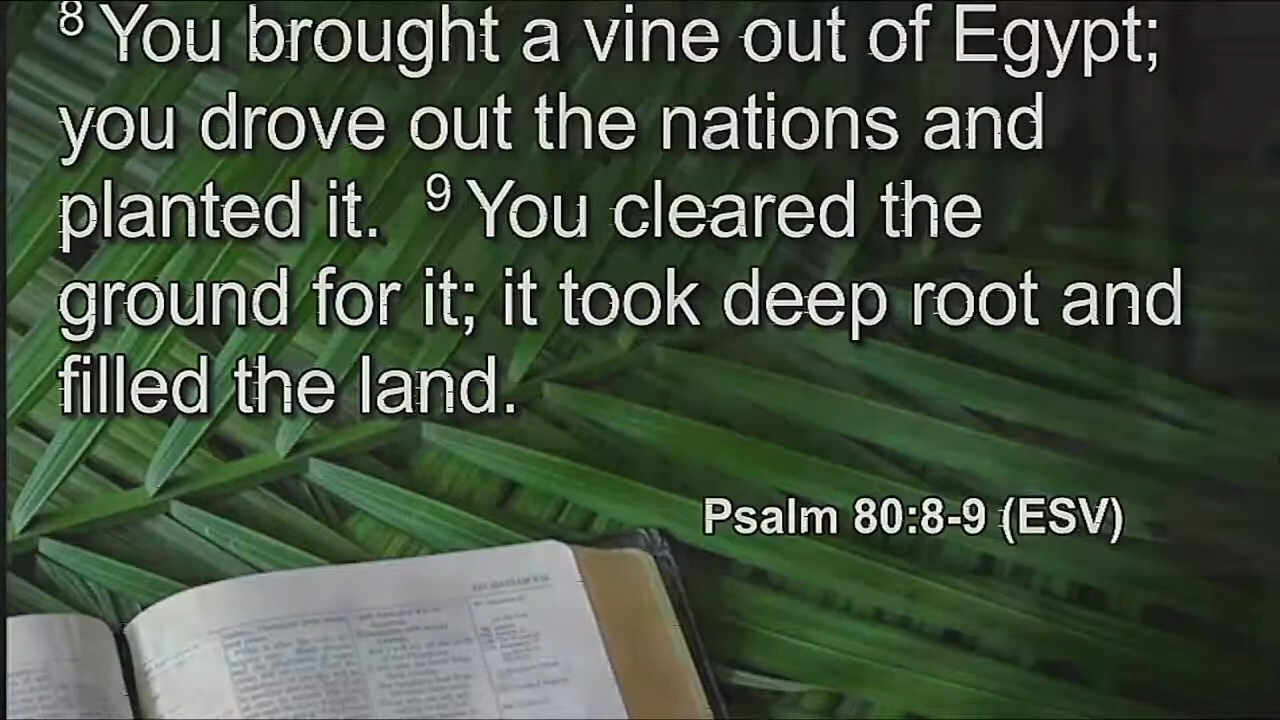 8 You brought a vine out of Egypt;
you drove out the nations and
planted it. 9 You cleared the
ground for it; it took deep root and
filled the land.
Psalm 80:8-9 (ESV)